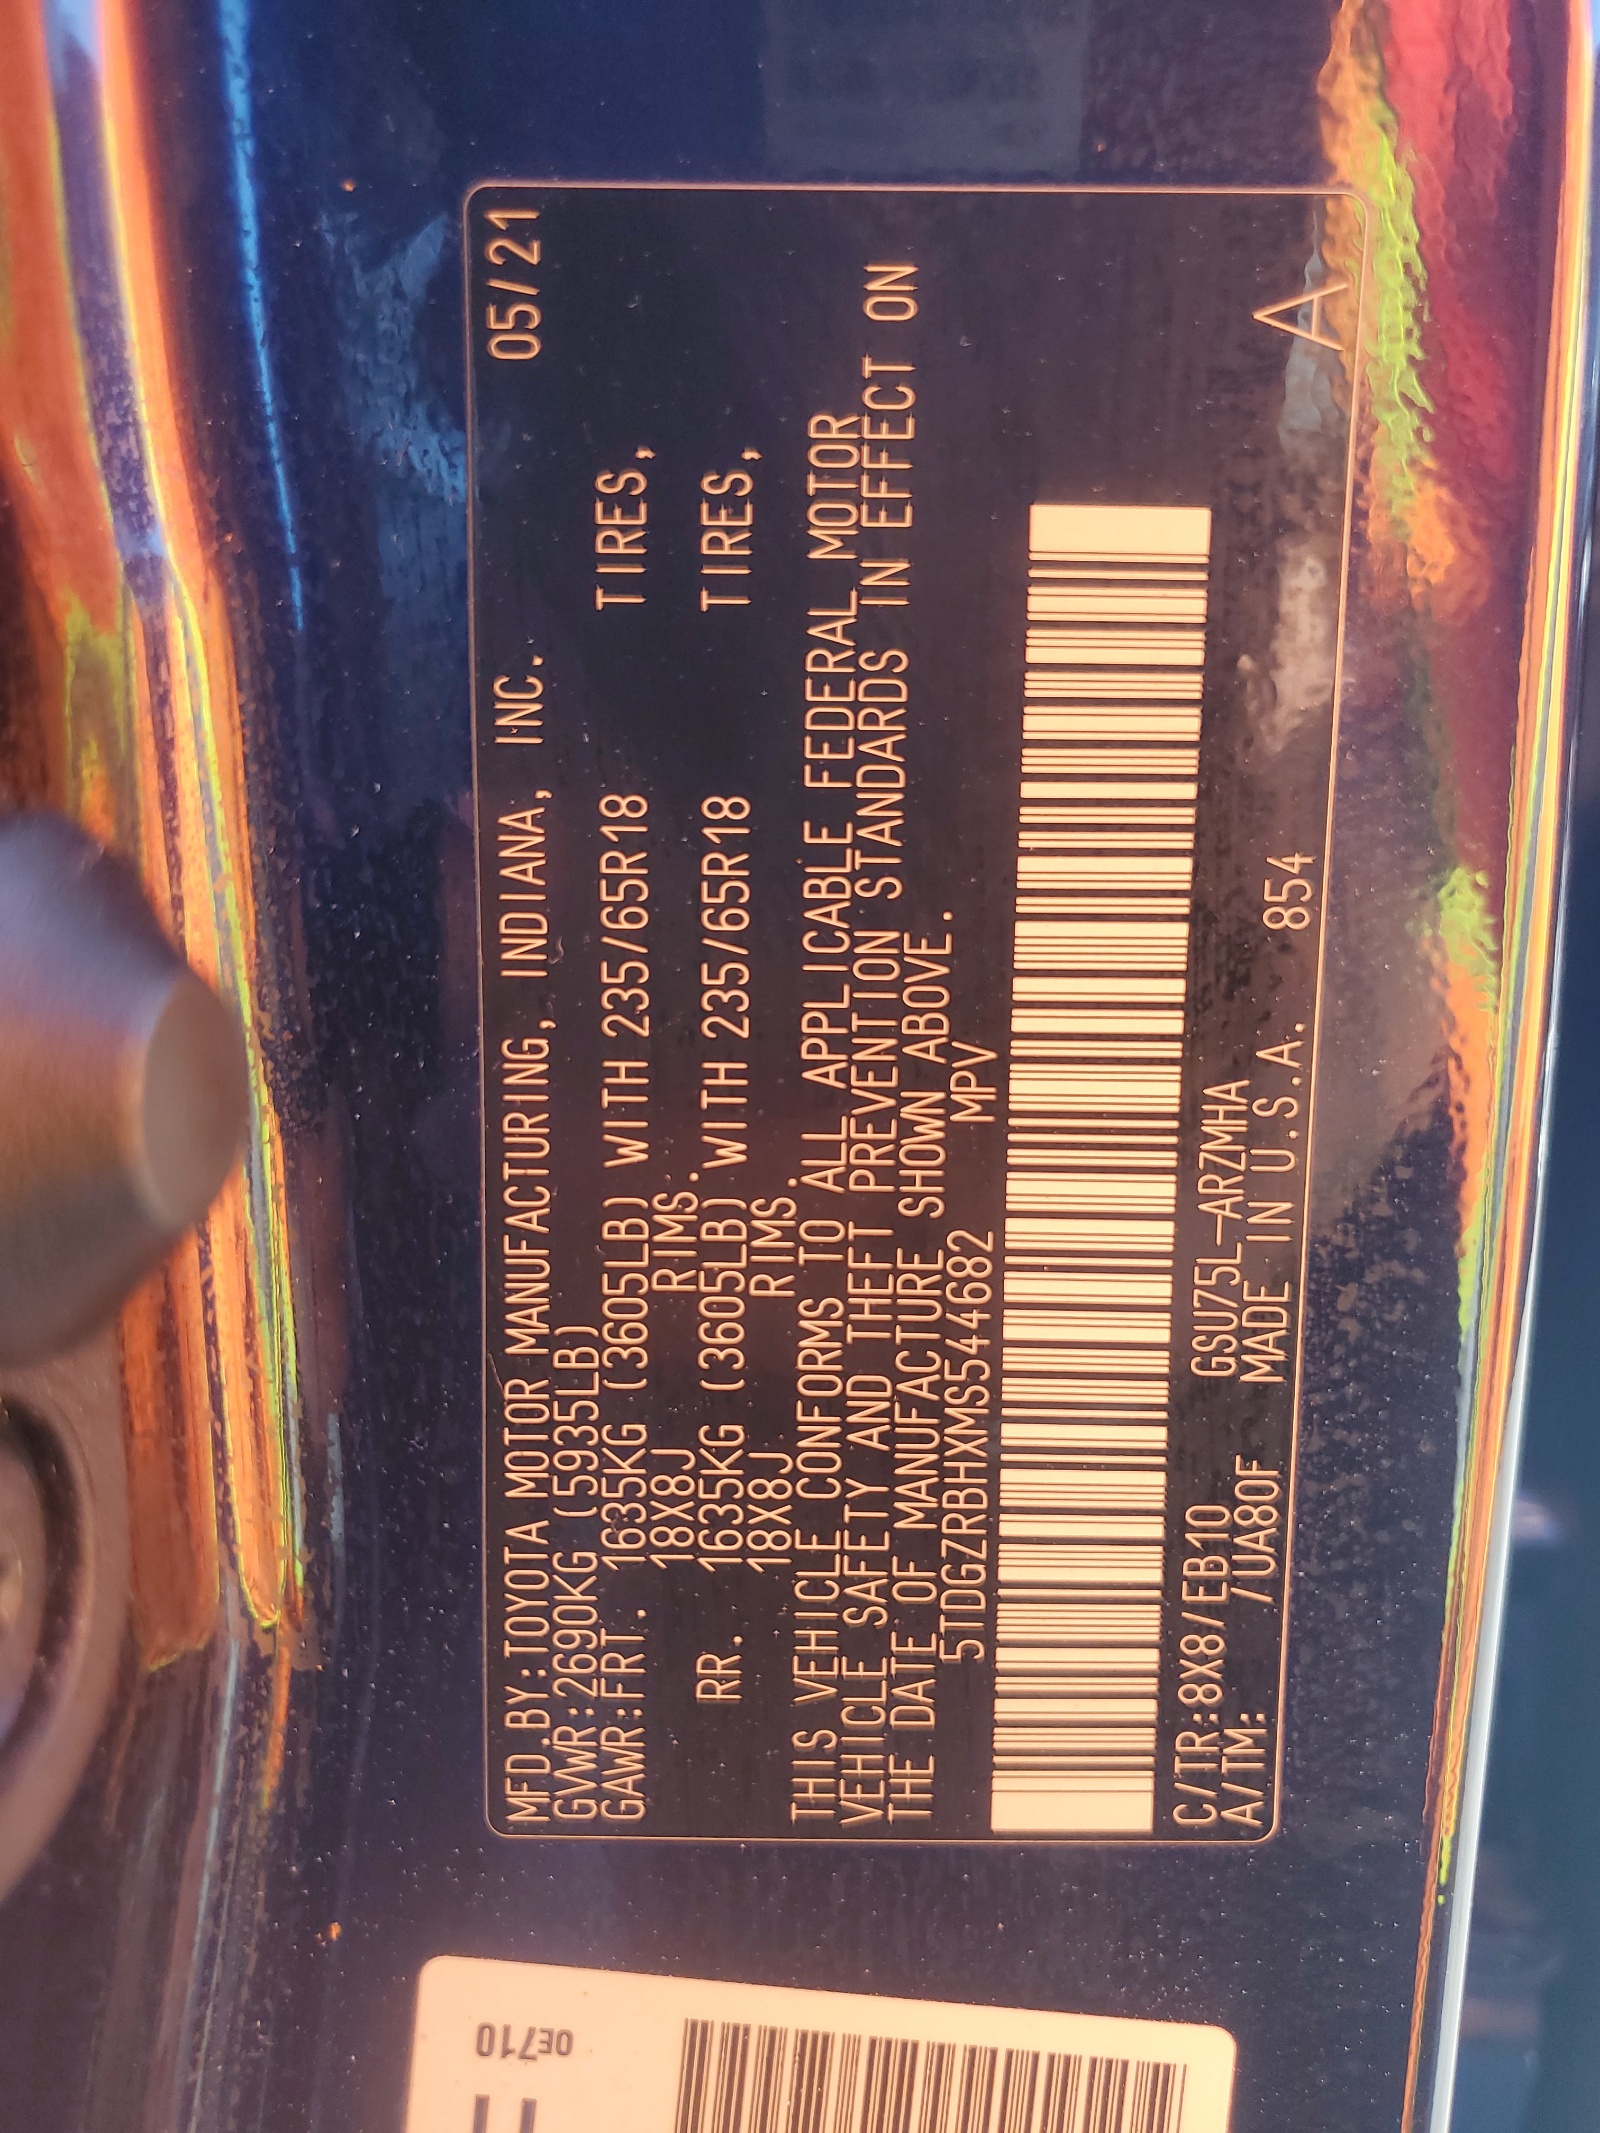 MFD.BY:TOYOTA MOTOR MANUFACTURING, INDIANA, INC. 05/21
GVWR:2690KG (5935LB)
GAWR:FRT. 1635KG (3605LB) WITH 235/65R18 TIRES,
18X8J RIMS.
RR. 1635KG (3605LB) WITH 235/65R18 TIRES,
18X8J RIMS.
THIS VEHICLE CONFORMS TO ALL APPLICABLE FEDERAL MOTOR
VEHICLE SAFETY AND THEFT PREVENTION STANDARDS IN EFFECT ON
THE DATE OF MANUFACTURE SHOWN ABOVE.
5TDGZRBHXMS544682 MPV
C/TR:8X8/EB10 GSU75L-ARZMHA
A/TM: /UA80F MADE IN U.S.A. 854
A
0E710
0E710